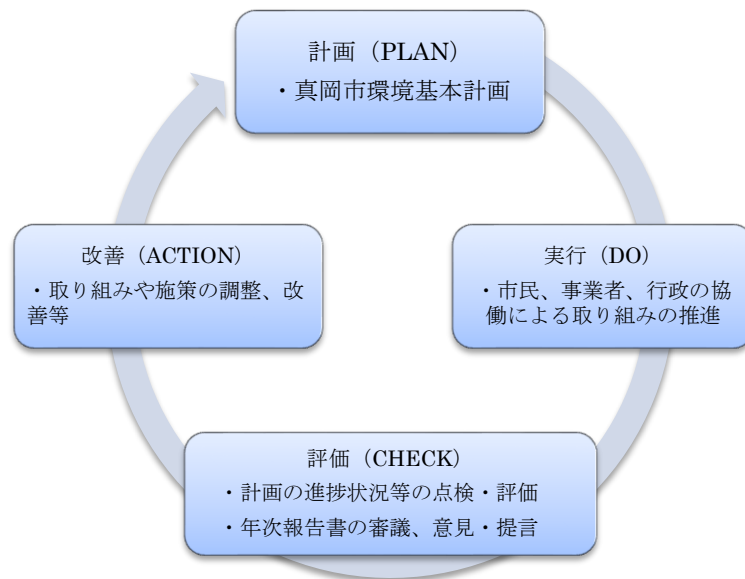 計画（PLAN）
・真岡市環境基本計画
改善（ACTION）
・取り組みや施策の調整、改
善等
実行（DO）
・市民、事業者、行政の協
働による取り組みの推進
評価（CHECK）
・計画の進捗状況等の点検・評価
・年次報告書の審議、意見・提言